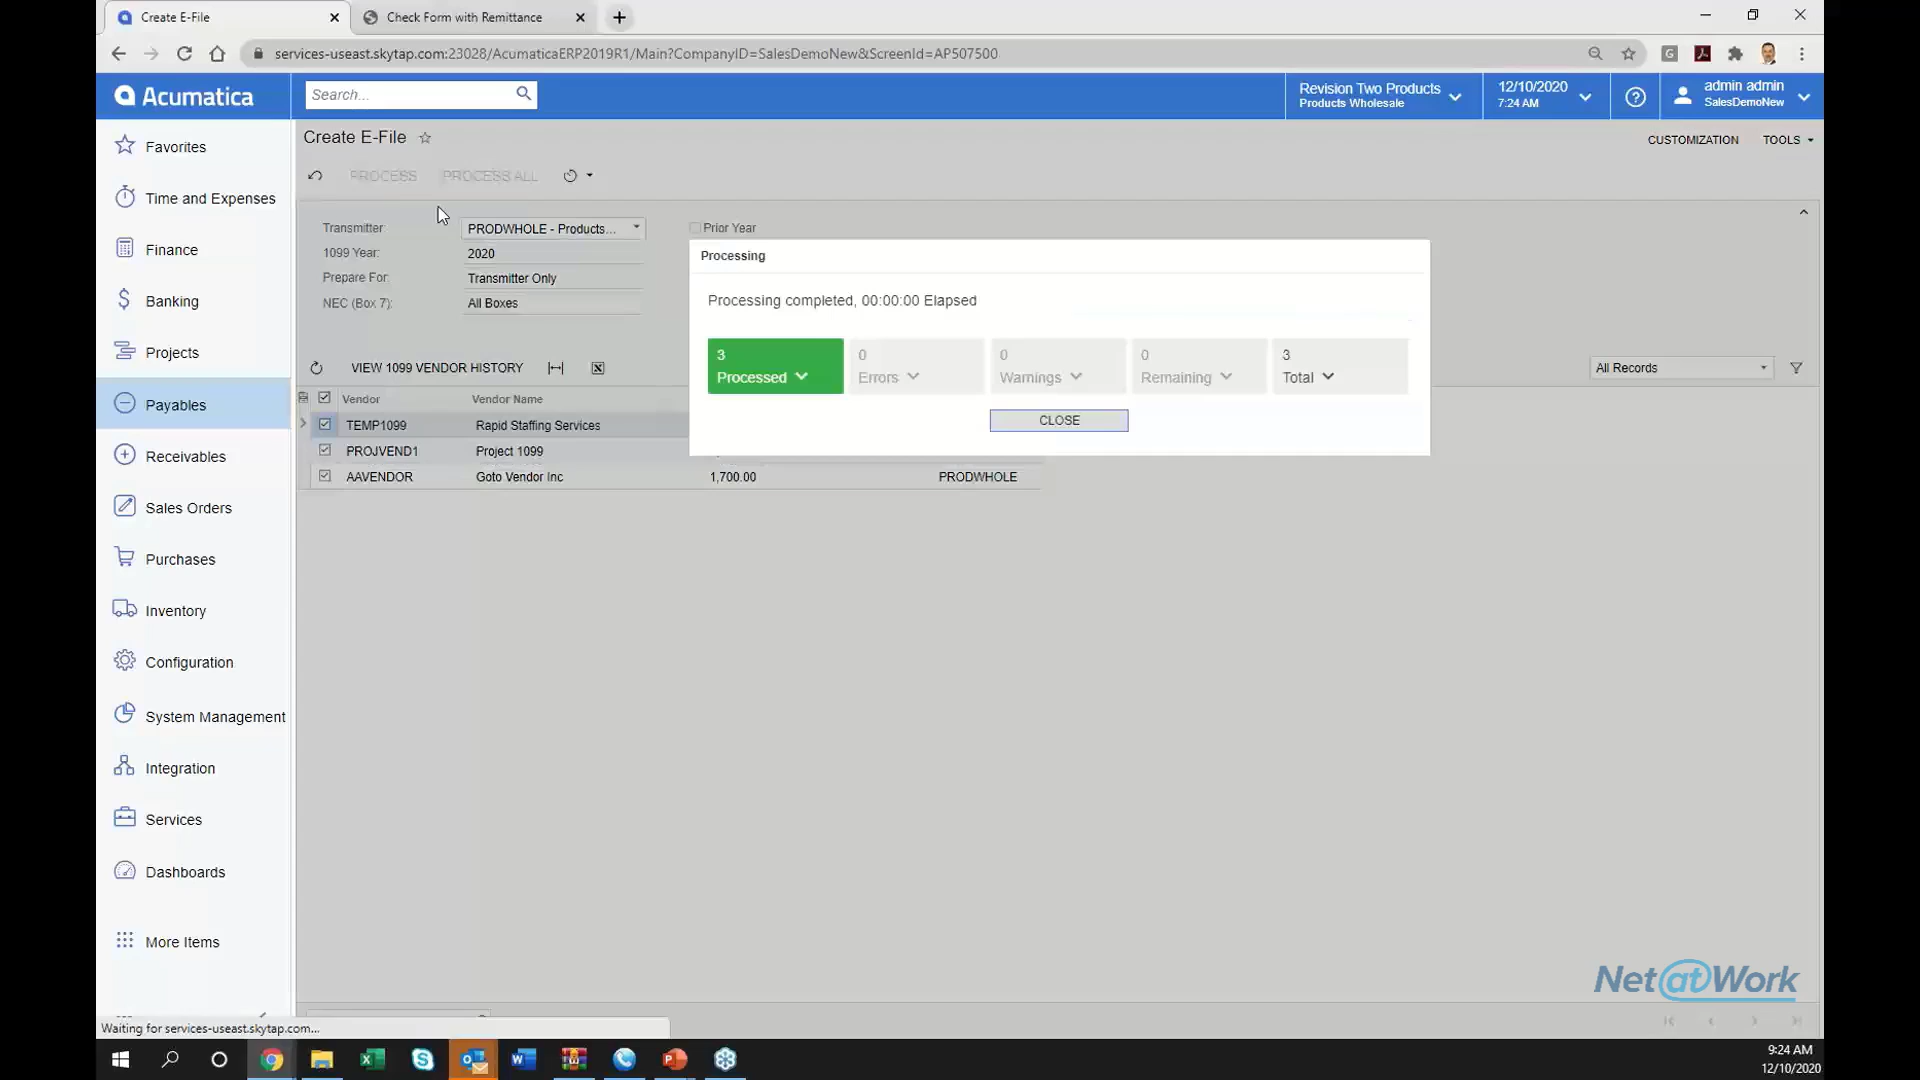 Create E-File
Check Form with Remittance
services-useast.skytap.com:23028/AcumaticaERP2019R1/Main?CompanyID=SalesDemoNew&ScreenId=AP507500
Acumatica
Search...
Revision Two Products
Products Wholesale
12/10/2020
7:24 AM
admin admin
SalesDemoNew
Favorites
Time and Expenses
Finance
Banking
Projects
Payables
Receivables
Sales Orders
Purchases
Inventory
Configuration
System Management
Integration
Services
Dashboards
More Items
Create E-File
CUSTOMIZATION
TOOLS
PROCESS
PROCESS ALL
Transmitter:
PRODWHOLE - Products...
Prior Year
1099 Year:
2020
Prepare For:
Transmitter Only
NEC (Box 7):
All Boxes
Processing
Processing completed, 00:00:00 Elapsed
3
Processed
0
Errors
0
Warnings
0
Remaining
3
Total
CLOSE
VIEW 1099 VENDOR HISTORY
All Records
Vendor
Vendor Name
TEMP1099
Rapid Staffing Services
PROJVEND1
Project 1099
AAVENDOR
Goto Vendor Inc
1,700.00
PRODWHOLE
Net@Work
Waiting for services-useast.skytap.com...
9:24 AM
12/10/2020